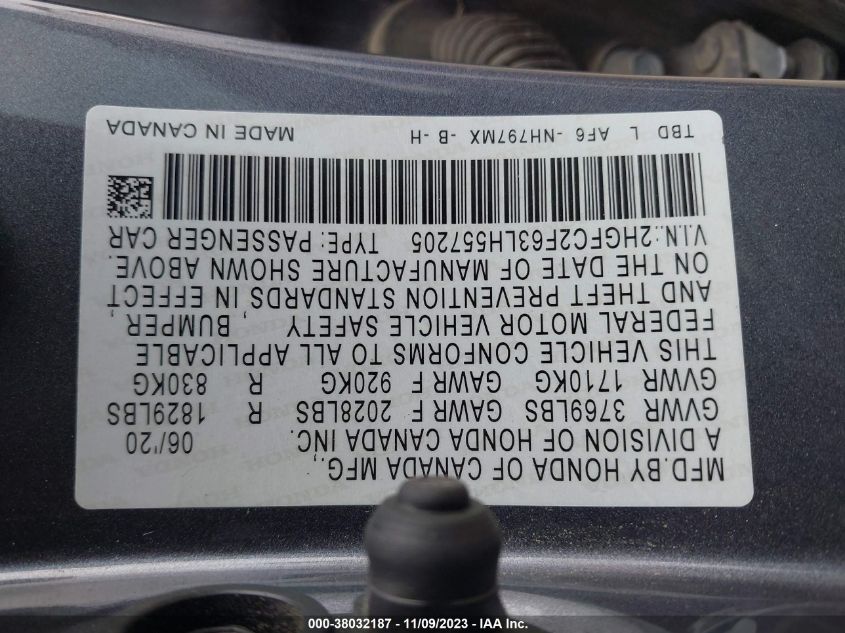 MFD.BY HONDA OF CANADA MFG.,
A DIVISION OF HONDA CANADA INC. 06/'20
GVWR 3769LBS GAWR F 2028LBS R 1829LBS
GVWR 1710KG GAWR F 920KG R 830KG
THIS VEHICLE CONFORMS TO ALL APPLICABLE
FEDERAL MOTOR VEHICLE SAFETY , BUMPER,
AND THEFT PREVENTION STANDARDS IN EFFECT
ON THE DATE OF MANUFACTURE SHOWN ABOVE.
V.I.N.:2HGFC2F63LH557205 TYPE: PASSENGER CAR
TBD L AF6 -NH797MX -B -H MADE IN CANADA
000-38032187 - 11/09/2023 - IAA Inc.